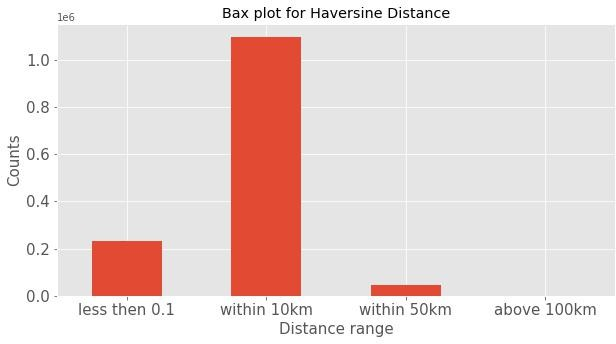 Bax plot for Haversine Distance
1e6
1.0
0.8
0.6
0.4
0.2
0.0
Counts
less then 0.1 within 10km within 50km above 100km
Distance range